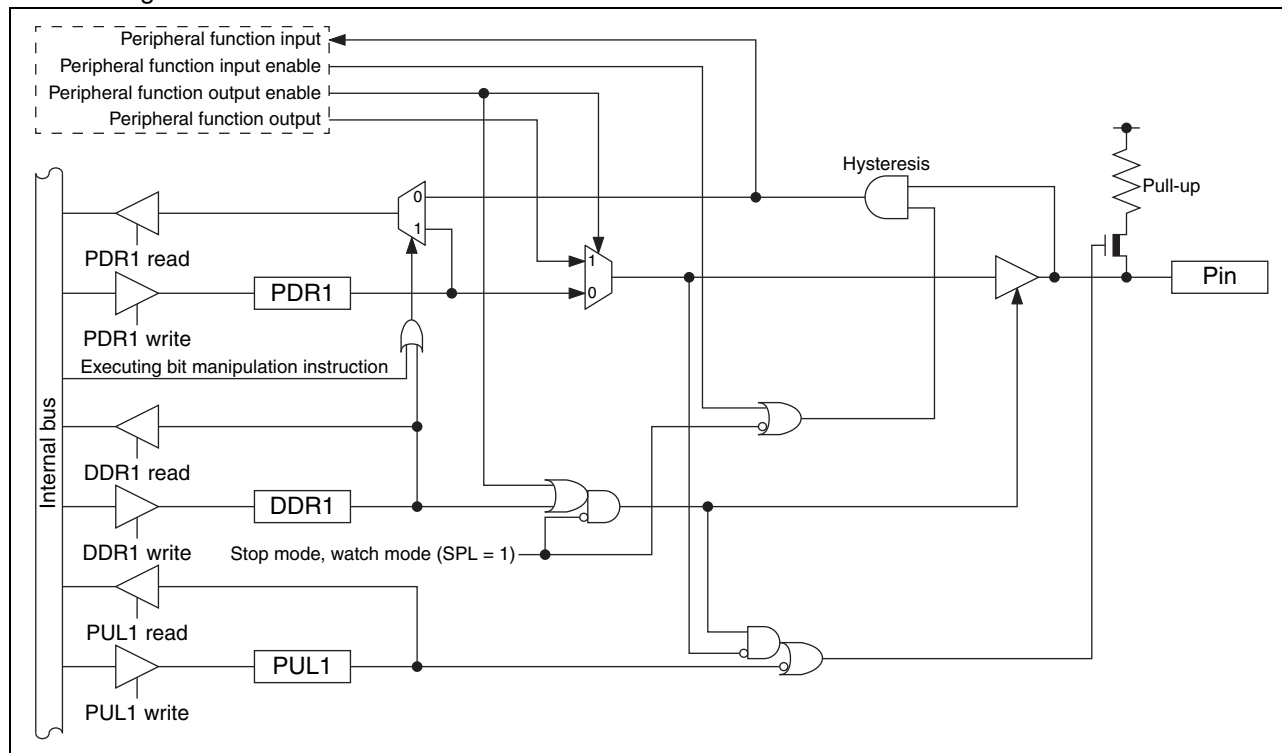 Peripheral function input
Peripheral function input enable
Peripheral function output enable
Peripheral function output
Hysteresis
Pull-up
0
1
PDR1 read
1
0
PDR1
Pin
PDR1 write
Executing bit manipulation instruction
Internal bus
DDR1 read
DDR1
DDR1 write
Stop mode, watch mode (SPL = 1)
PUL1 read
PUL1
PUL1 write